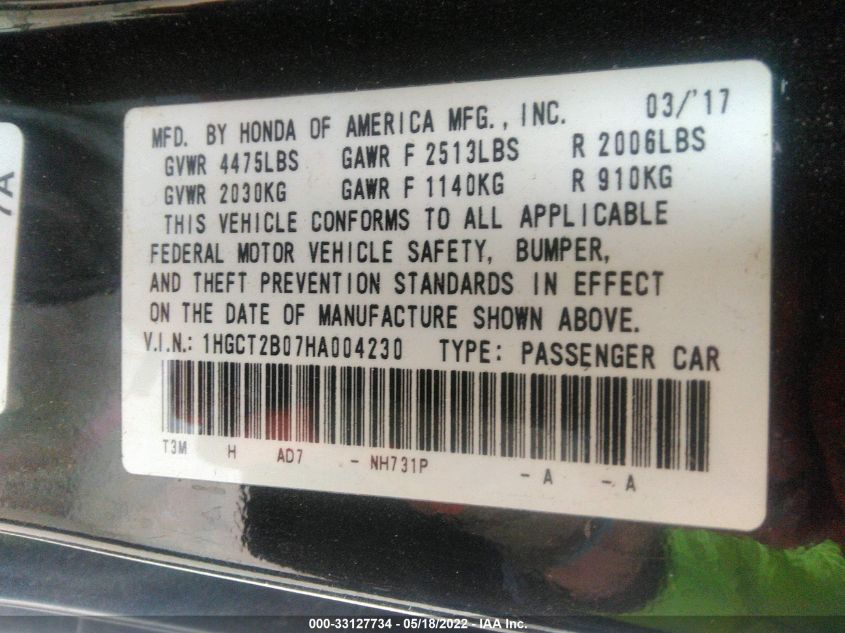 7A
MFD. BY HONDA OF AMERICA MFG., INC. 03/'17
GVWR 4475LBS GAWR F 2513LBS R 2006LBS
GVWR 2030KG GAWR F 1140KG R 910KG
THIS VEHICLE CONFORMS TO ALL APPLICABLE
FEDERAL MOTOR VEHICLE SAFETY, BUMPER,
AND THEFT PREVENTION STANDARDS IN EFFECT
ON THE DATE OF MANUFACTURE SHOWN ABOVE.
V.I.N.: 1HGCT2B07HA004230 TYPE: PASSENGER CAR
T3M H AD7 - NH731P - A - A
000-33127734 - 05/18/2022 - IAA Inc.